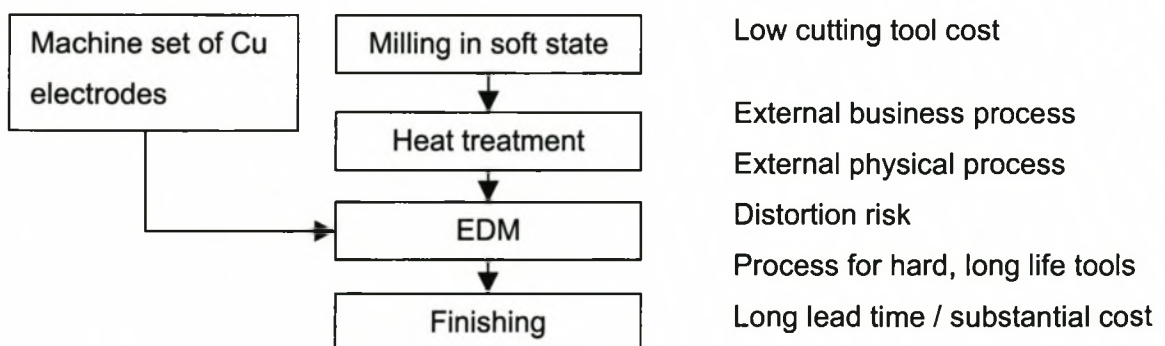 Machine set of Cu
electrodes
Milling in soft state
Heat treatment
EDM
Finishing
Low cutting tool cost
External business process
External physical process
Distortion risk
Process for hard, long life tools
Long lead time / substantial cost